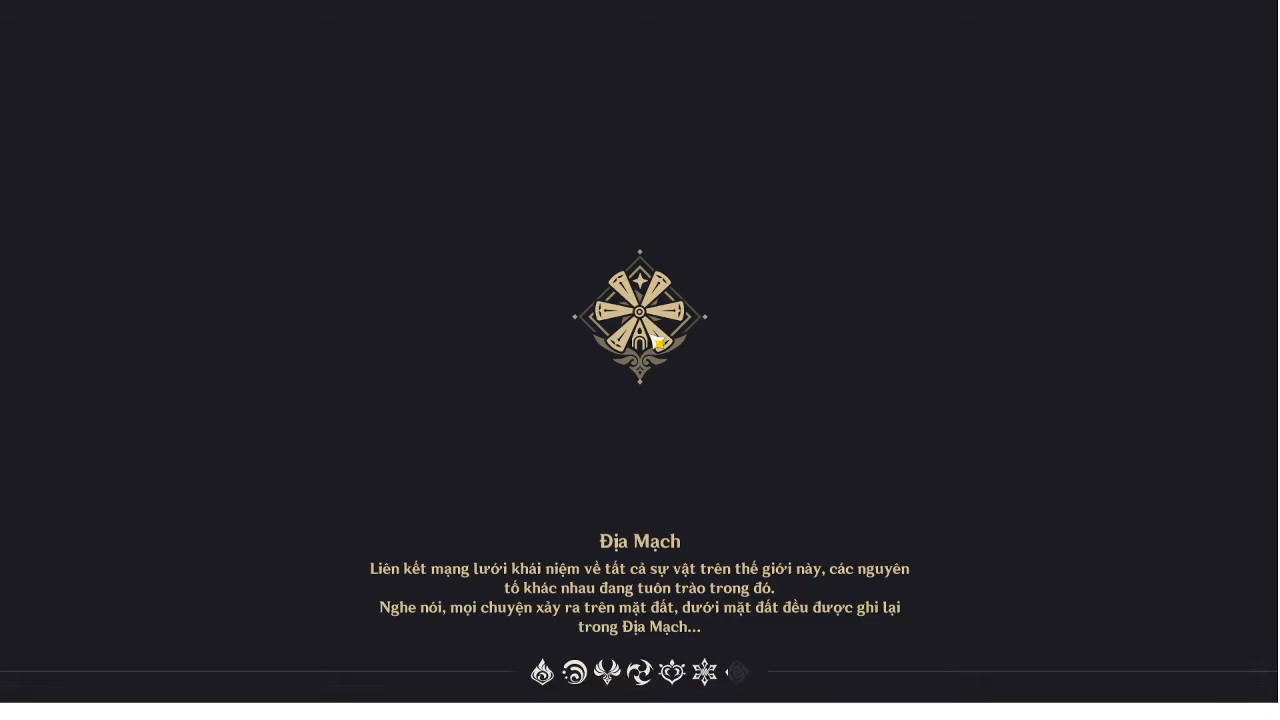 Địa Mạch
Liên kết mạng lưới khái niệm về tất cả sự vật trên thế giới này, các nguyên
tố khác nhau đang tuôn trào trong đó.
Nghe nói, mọi chuyện xảy ra trên mặt đất, dưới mặt đất đều được ghi lại
trong Địa Mạch...